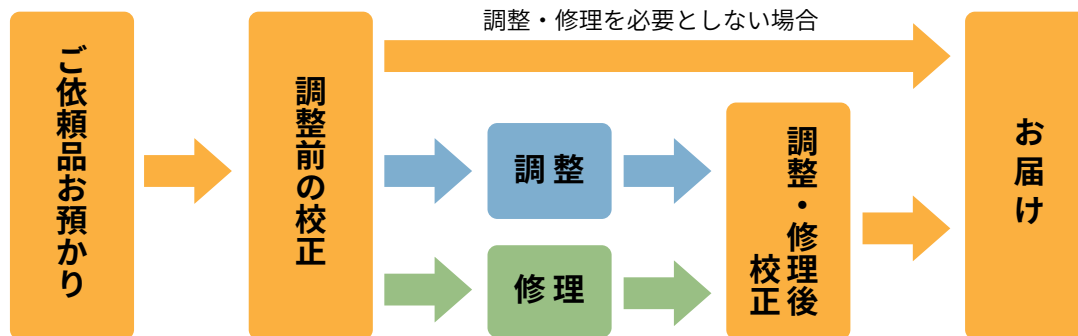 調整・修理を必要としない場合
ご依頼品お預かり
調整前の校正
調整
修理
調整・修理後
校正
お届け